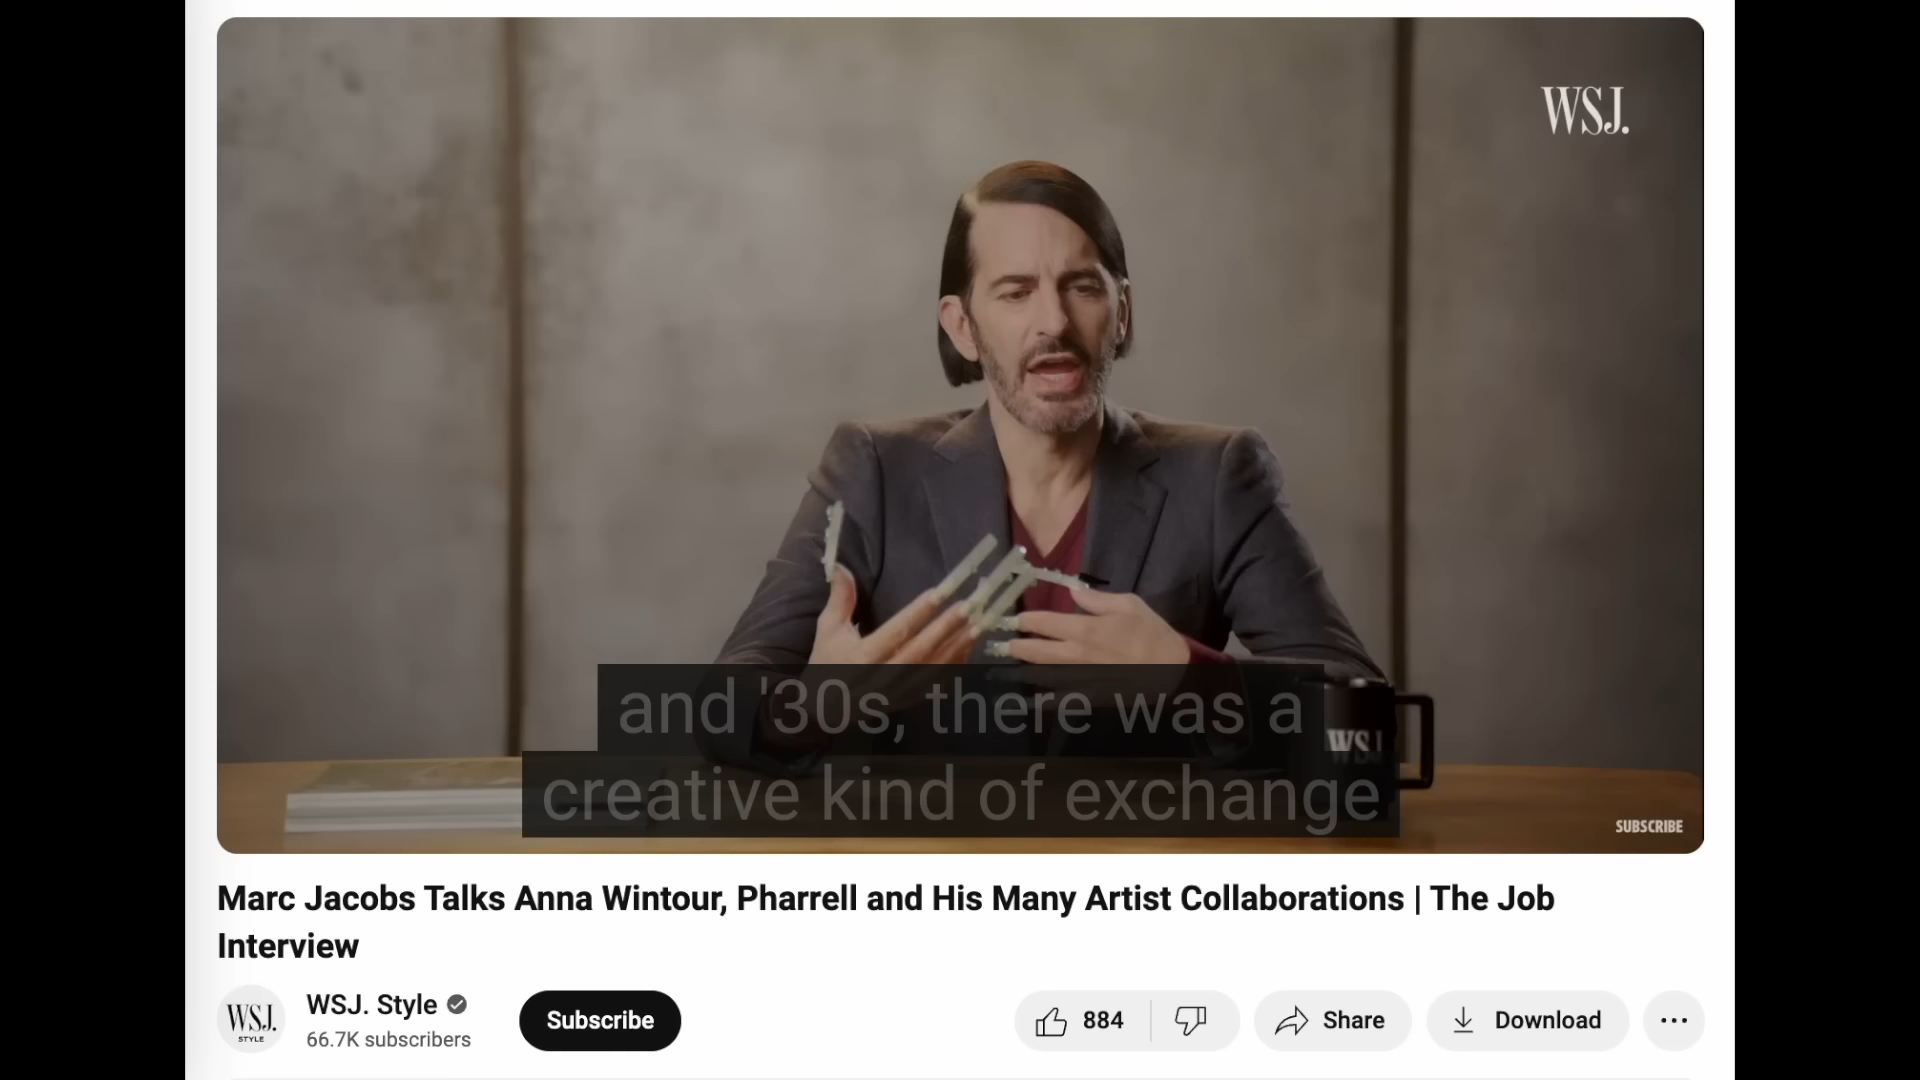 WSJ.
and '30s, there was a
WSJ
creative kind of exchange
SUBSCRIBE
Marc Jacobs Talks Anna Wintour, Pharrell and His Many Artist Collaborations | The Job
Interview
WSJ.
STYLE
WSJ. Style
66.7K subscribers
Subscribe
884
Share
Download